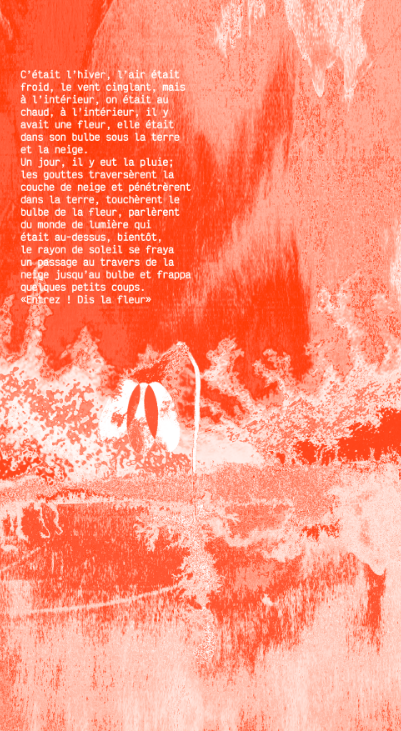 C'était l'hiver, l'air était
froid, le vent cinglant, mais
à l'intérieur, on était au
chaud, à l'intérieur, il y
avait une fleur, elle était
dans son bulbe sous la terre
et la neige.
Un jour, il y eut la pluie;
les gouttes traversèrent la
couche de neige et pénétrèrent
dans la terre, touchèrent le
bulbe de la fleur, parlèrent
du monde de lumière qui
était au-dessus, bientôt,
le rayon de soleil se fraya
un passage au travers de la
neige jusqu'au bulbe et frappa
quelques petits coups.
«Entrez ! Dis la fleur»